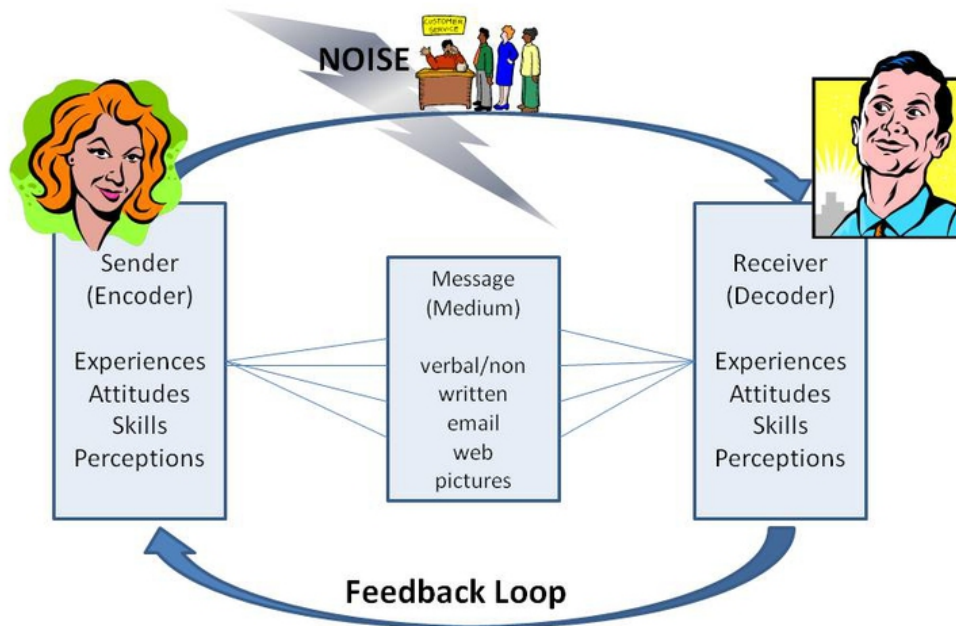 NOISE
CUSTOMER
SERVICE
Sender
(Encoder)
Experiences
Attitudes
Skills
Perceptions
Message
(Medium)
verbal/non
written
email
web
pictures
Receiver
(Decoder)
Experiences
Attitudes
Skills
Perceptions
Feedback Loop